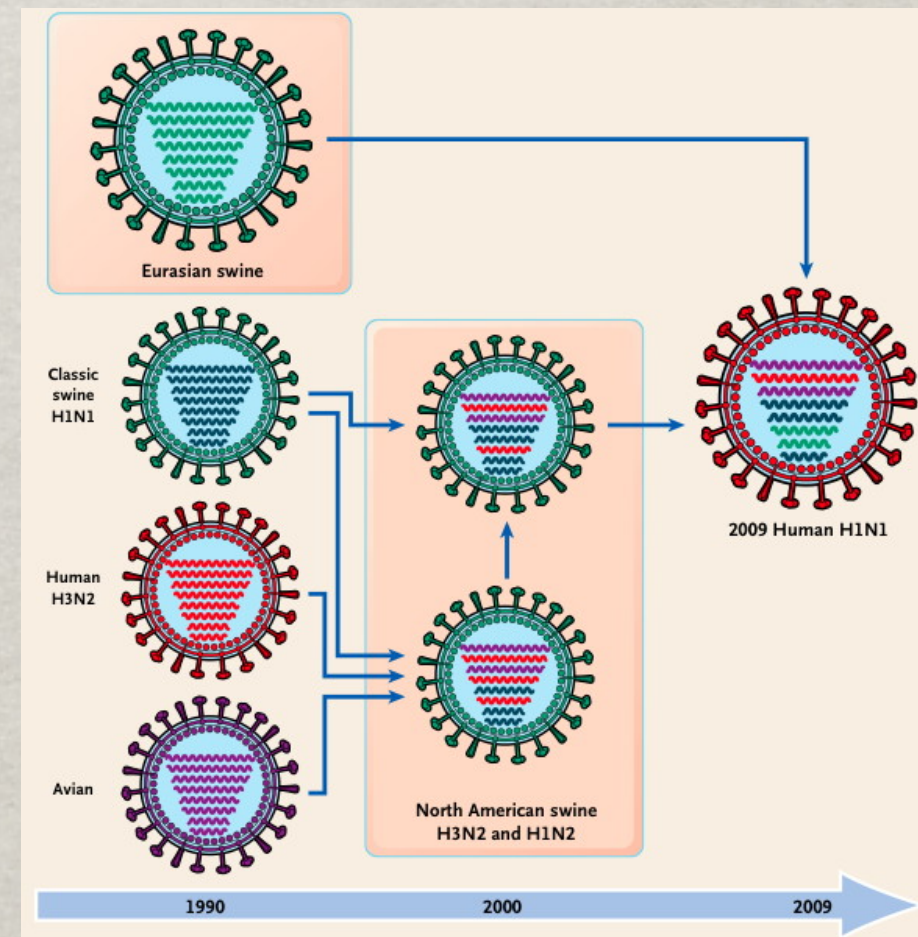 Eurasian swine
Classic
swine
H1N1
Human
H3N2
Avian
North American swine
H3N2 and H1N2
2009 Human H1N1
1990
2000
2009